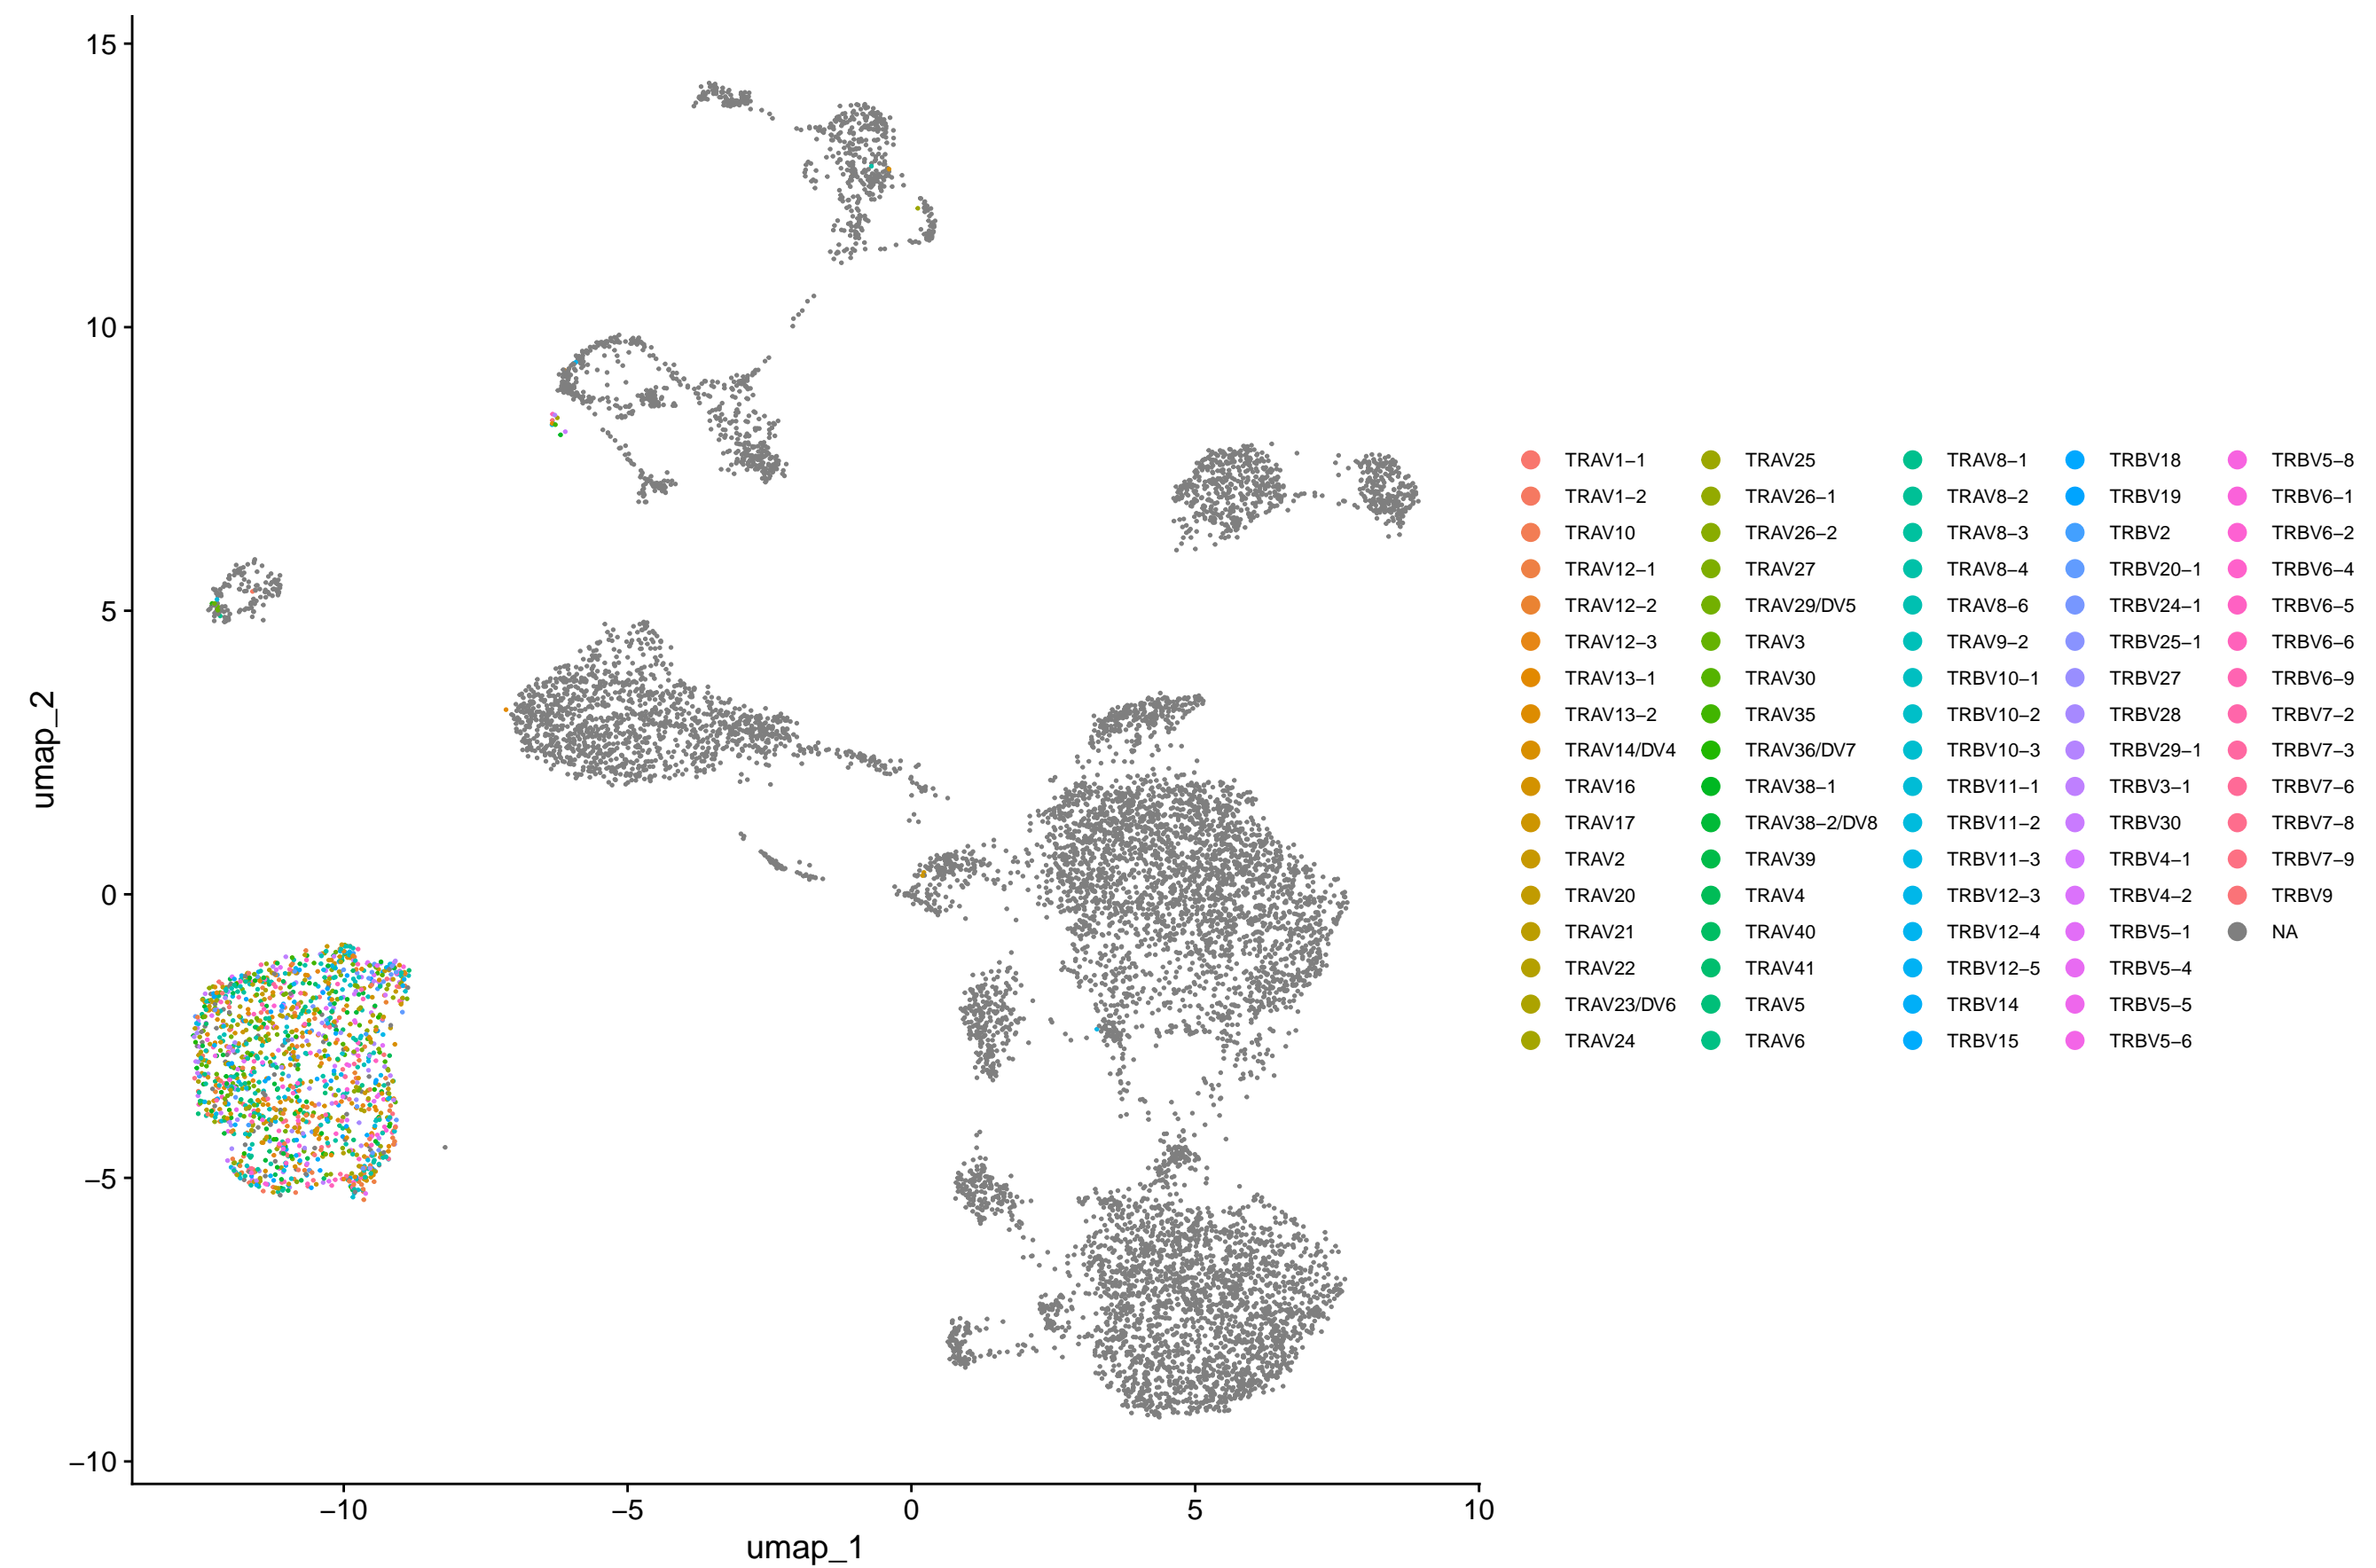 15
10
5
0
−5
−10
umap_2
−10
−5
0
5
10
umap_1
TRAV1−1
TRAV1−2
TRAV10
TRAV12−1
TRAV12−2
TRAV12−3
TRAV13−1
TRAV13−2
TRAV14/DV4
TRAV16
TRAV17
TRAV2
TRAV20
TRAV21
TRAV22
TRAV23/DV6
TRAV24
TRAV25
TRAV26−1
TRAV26−2
TRAV27
TRAV29/DV5
TRAV3
TRAV30
TRAV35
TRAV36/DV7
TRAV38−1
TRAV38−2/DV8
TRAV39
TRAV4
TRAV40
TRAV41
TRAV5
TRAV6
TRAV8−1
TRAV8−2
TRAV8−3
TRAV8−4
TRAV8−6
TRAV9−2
TRBV10−1
TRBV10−2
TRBV10−3
TRBV11−1
TRBV11−2
TRBV11−3
TRBV12−3
TRBV12−4
TRBV12−5
TRBV14
TRBV15
TRBV18
TRBV19
TRBV2
TRBV20−1
TRBV24−1
TRBV25−1
TRBV27
TRBV28
TRBV29−1
TRBV3−1
TRBV30
TRBV4−1
TRBV4−2
TRBV5−1
TRBV5−4
TRBV5−5
TRBV5−6
TRBV5−8
TRBV6−1
TRBV6−2
TRBV6−4
TRBV6−5
TRBV6−6
TRBV6−9
TRBV7−2
TRBV7−3
TRBV7−6
TRBV7−8
TRBV7−9
TRBV9
NA